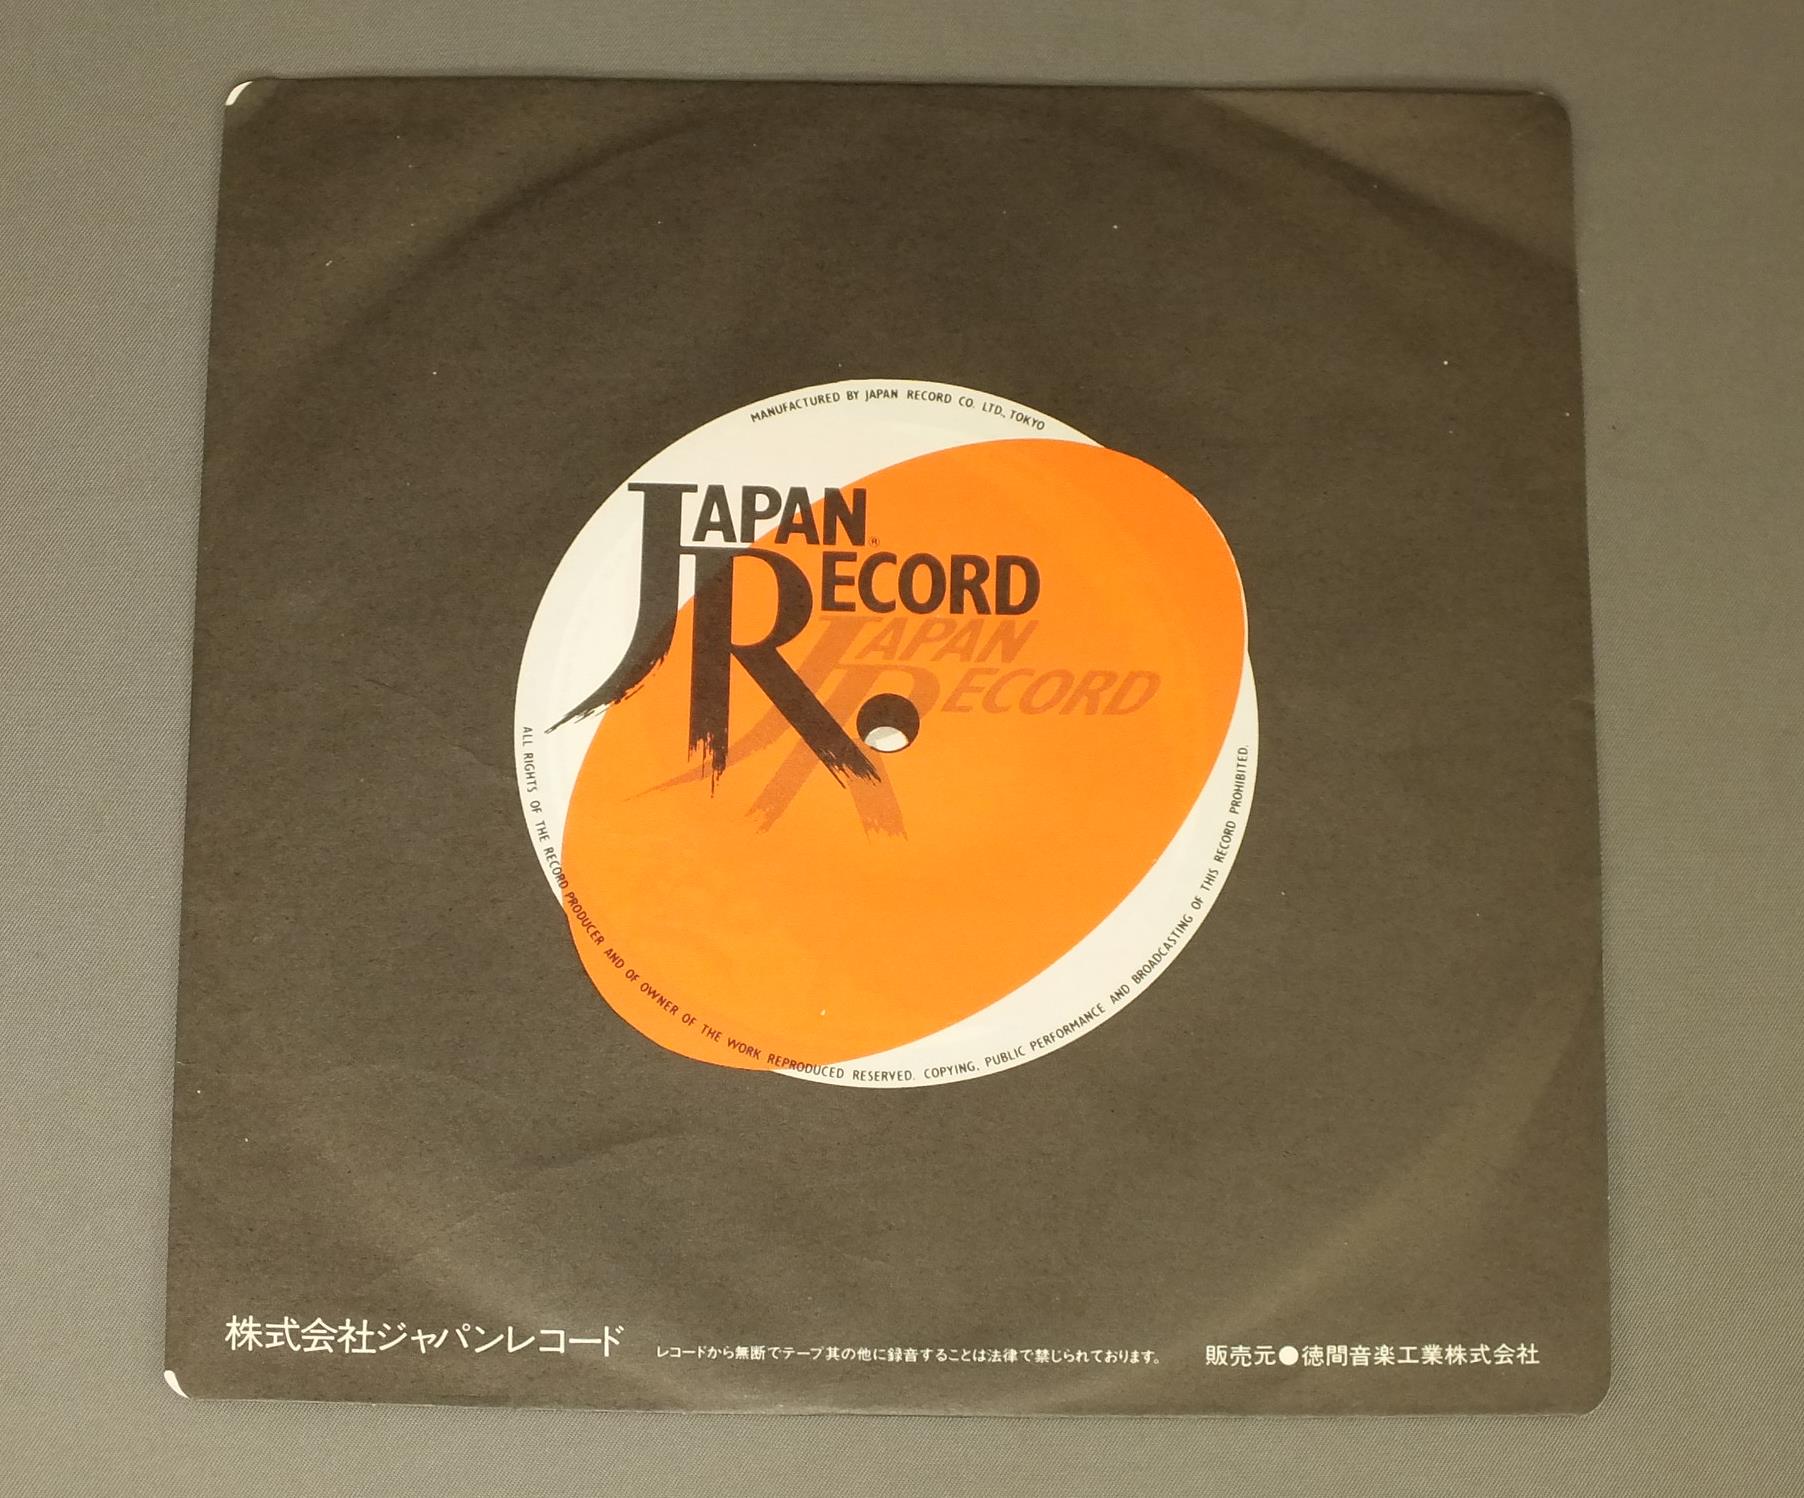 MANUFACTURED BY JAPAN RECORD CO. LTD., TOKYO
JAPAN®
RECORD
JAPAN
RECORD
ALL RIGHTS OF THE RECORD PRODUCER AND OF OWNER OF THE WORK REPRODUCED RESERVED. COPYING, PUBLIC PERFORMANCE AND BROADCASTING OF THIS RECORD PROHIBITED.
株式会社ジャパンレコード レコードから無断でテープ其の他に録音することは法律で禁じられております。 販売元●徳間音楽工業株式会社